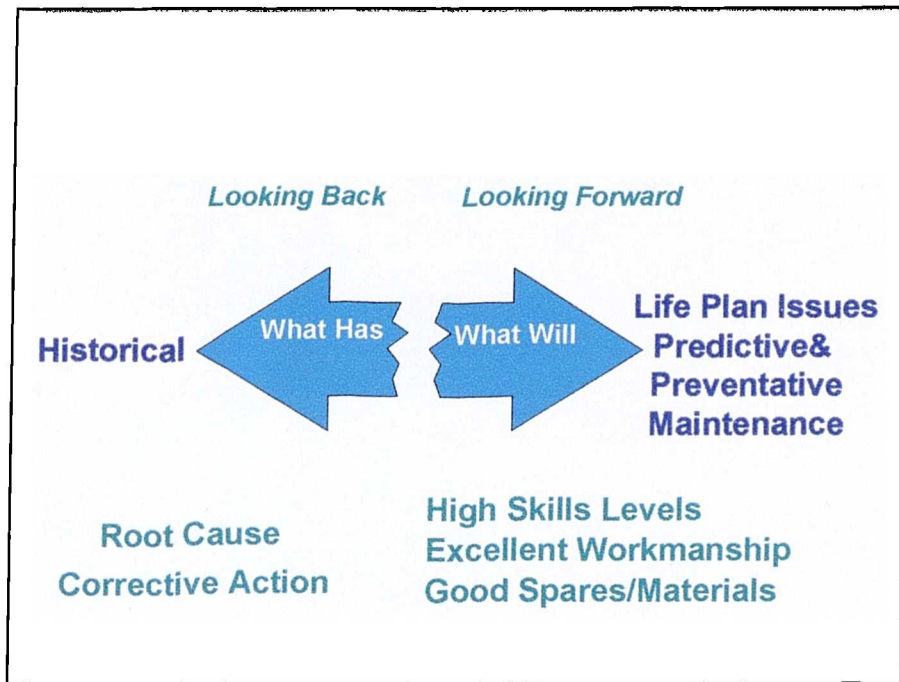 Looking Back
Looking Forward
Historical
What Has
What Will
Life Plan Issues
Predictive&
Preventative
Maintenance
Root Cause
Corrective Action
High Skills Levels
Excellent Workmanship
Good Spares/Materials